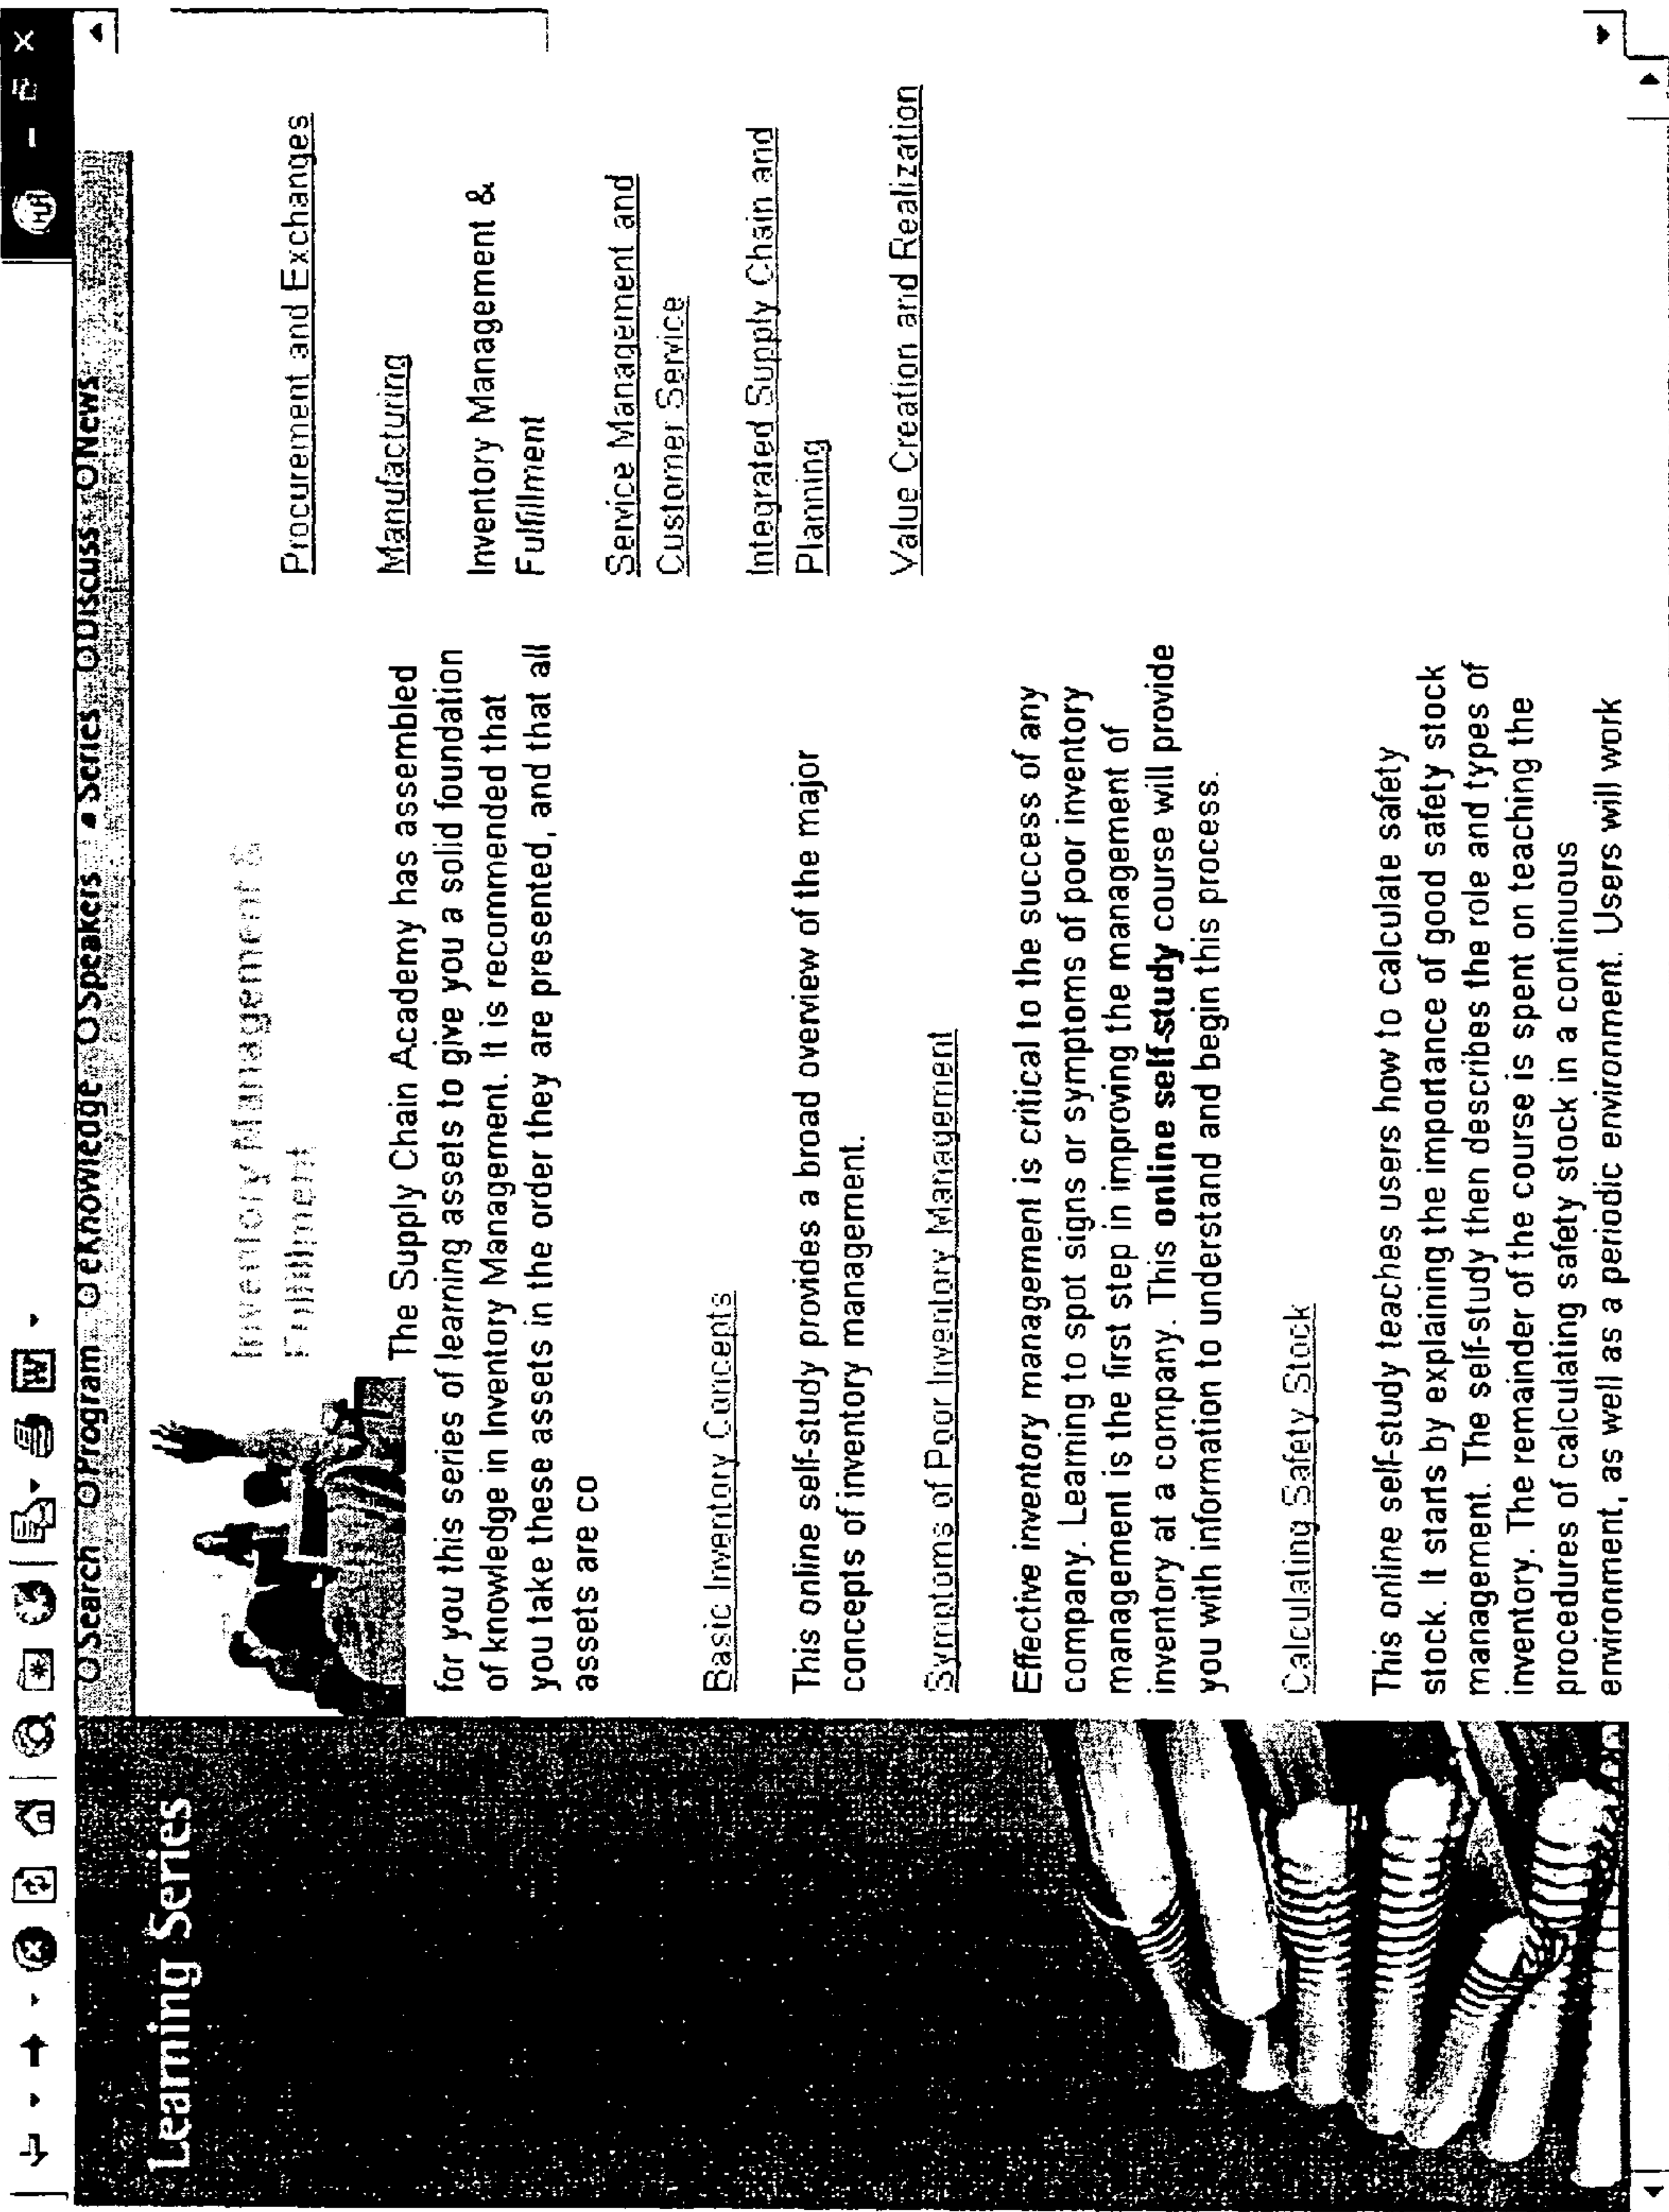 Search Program eKnowledge Speakers Series Discuss News
Learning Series
Inventory Management &
Fulfillment
The Supply Chain Academy has assembled
for you this series of learning assets to give you a solid foundation
of knowledge in Inventory Management. It is recommended that
you take these assets in the order they are presented, and that all
assets are co
Basic Inventory Concepts
This online self-study provides a broad overview of the major
concepts of inventory management.
Symptoms of Poor Inventory Management
Effective inventory management is critical to the success of any
company. Learning to spot signs or symptoms of poor inventory
management is the first step in improving the management of
inventory at a company. This online self-study course will provide
you with information to understand and begin this process.
Calculating Safety Stock
This online self-study teaches users how to calculate safety
stock. It starts by explaining the importance of good safety stock
management. The self-study then describes the role and types of
inventory. The remainder of the course is spent on teaching the
procedures of calculating safety stock in a continuous
environment, as well as a periodic environment. Users will work
Procurement and Exchanges
Manufacturing
Inventory Management &
Fulfillment
Service Management and
Customer Service
Integrated Supply Chain and
Planning
Value Creation and Realization